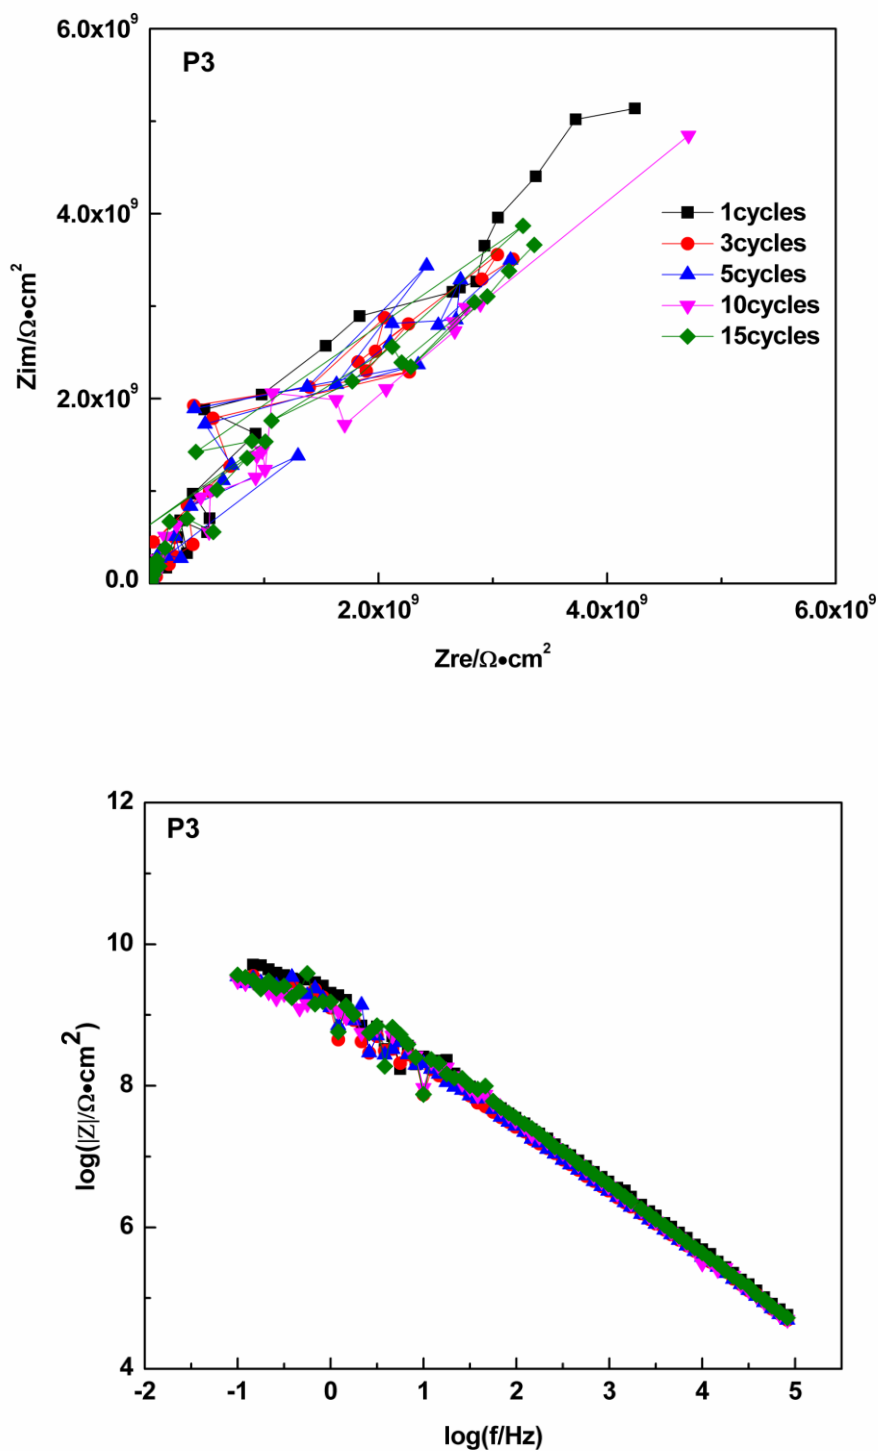 6.0x10⁹
P3
4.0x10⁹
2.0x10⁹
0.0
Zim/Ω•cm²
1cycles
3cycles
5cycles
10cycles
15cycles
2.0x10⁹ 4.0x10⁹ 6.0x10⁹
Zre/Ω•cm²
12
P3
10
8
6
4
log(|Z|/Ω•cm²)
-2 -1 0 1 2 3 4 5
log(f/Hz)